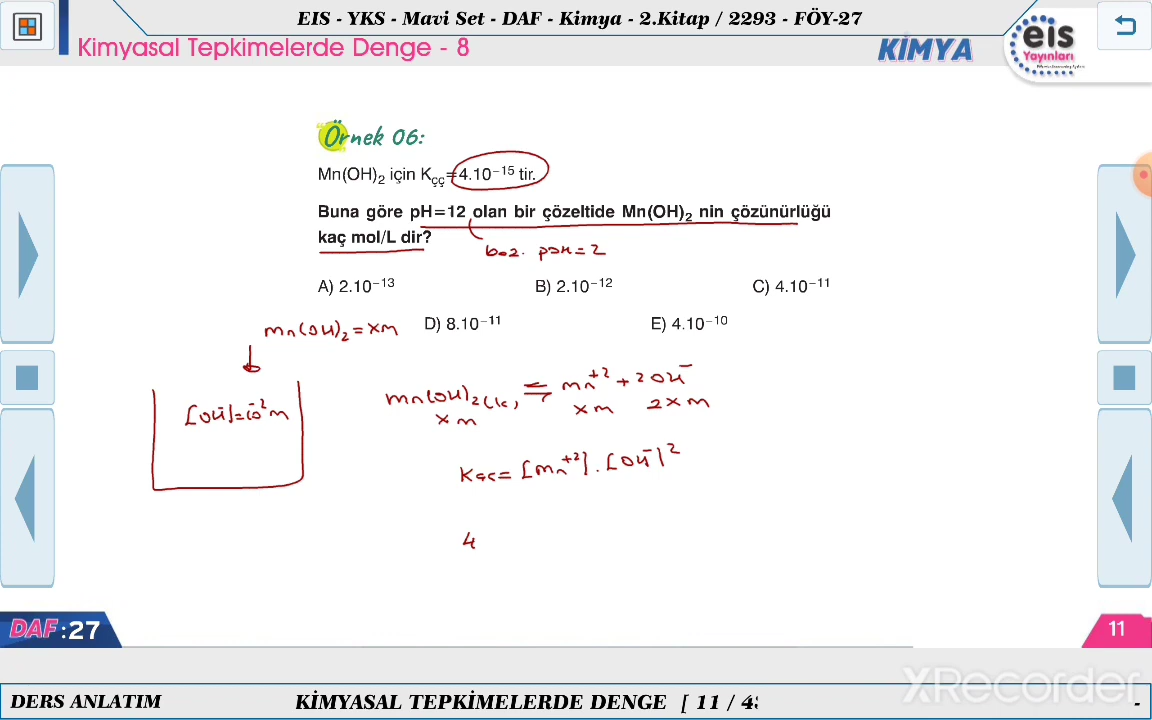 EIS - YKS - Mavi Set - DAF - Kimya - 2.Kitap / 2293 - FÖY-27
Kimyasal Tepkimelerde Denge - 8
KİMYA
eis
Yayınları
Örnek 06:
Mn(OH)₂ için Kçç=4.10⁻¹⁵ tir.
Buna göre pH=12 olan bir çözeltide Mn(OH)₂ nin çözünürlüğü
kaç mol/L dir?
baz. pOH=2
A) 2.10⁻¹³ B) 2.10⁻¹² C) 4.10⁻¹¹
D) 8.10⁻¹¹ E) 4.10⁻¹⁰
Mn(OH)₂=XM
[OH⁻]=10⁻²M
Mn(OH)₂(k) ⇌ Mn⁺² + 2OH⁻
XM XM 2XM
Kçç=[Mn⁺²].[OH⁻]²
4
DAF:27
11
XRecorder
DERS ANLATIM KİMYASAL TEPKİMELERDE DENGE [ 11 / 4 -